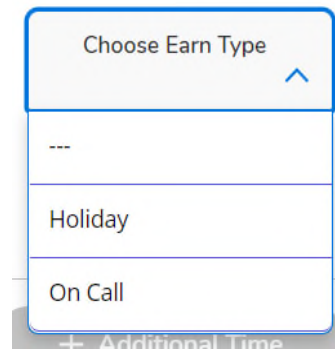 Choose Earn Type
---
Holiday
On Call
+ Additional Time